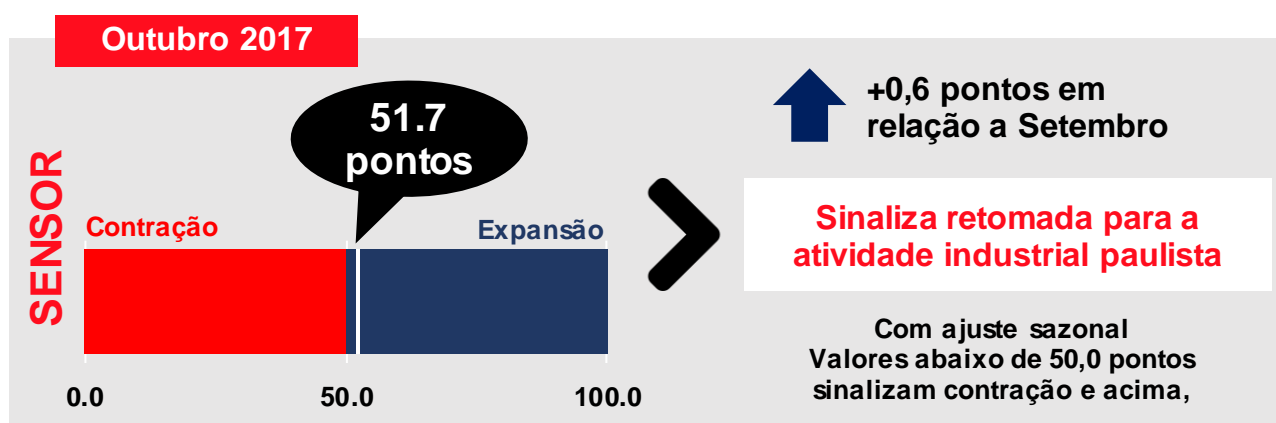 Outubro 2017
SENSOR
51.7
pontos
Contração
Expansão
0.0
50.0
100.0
+0,6 pontos em
relação a Setembro
Sinaliza retomada para a
atividade industrial paulista
Com ajuste sazonal
Valores abaixo de 50,0 pontos
sinalizam contração e acima,